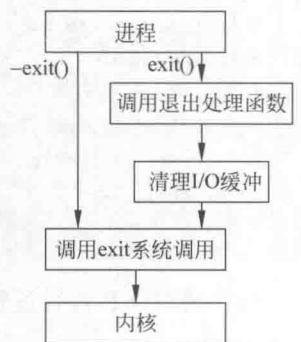 进程
–exit()
exit()
调用退出处理函数
清理I/O缓冲
调用exit系统调用
内核